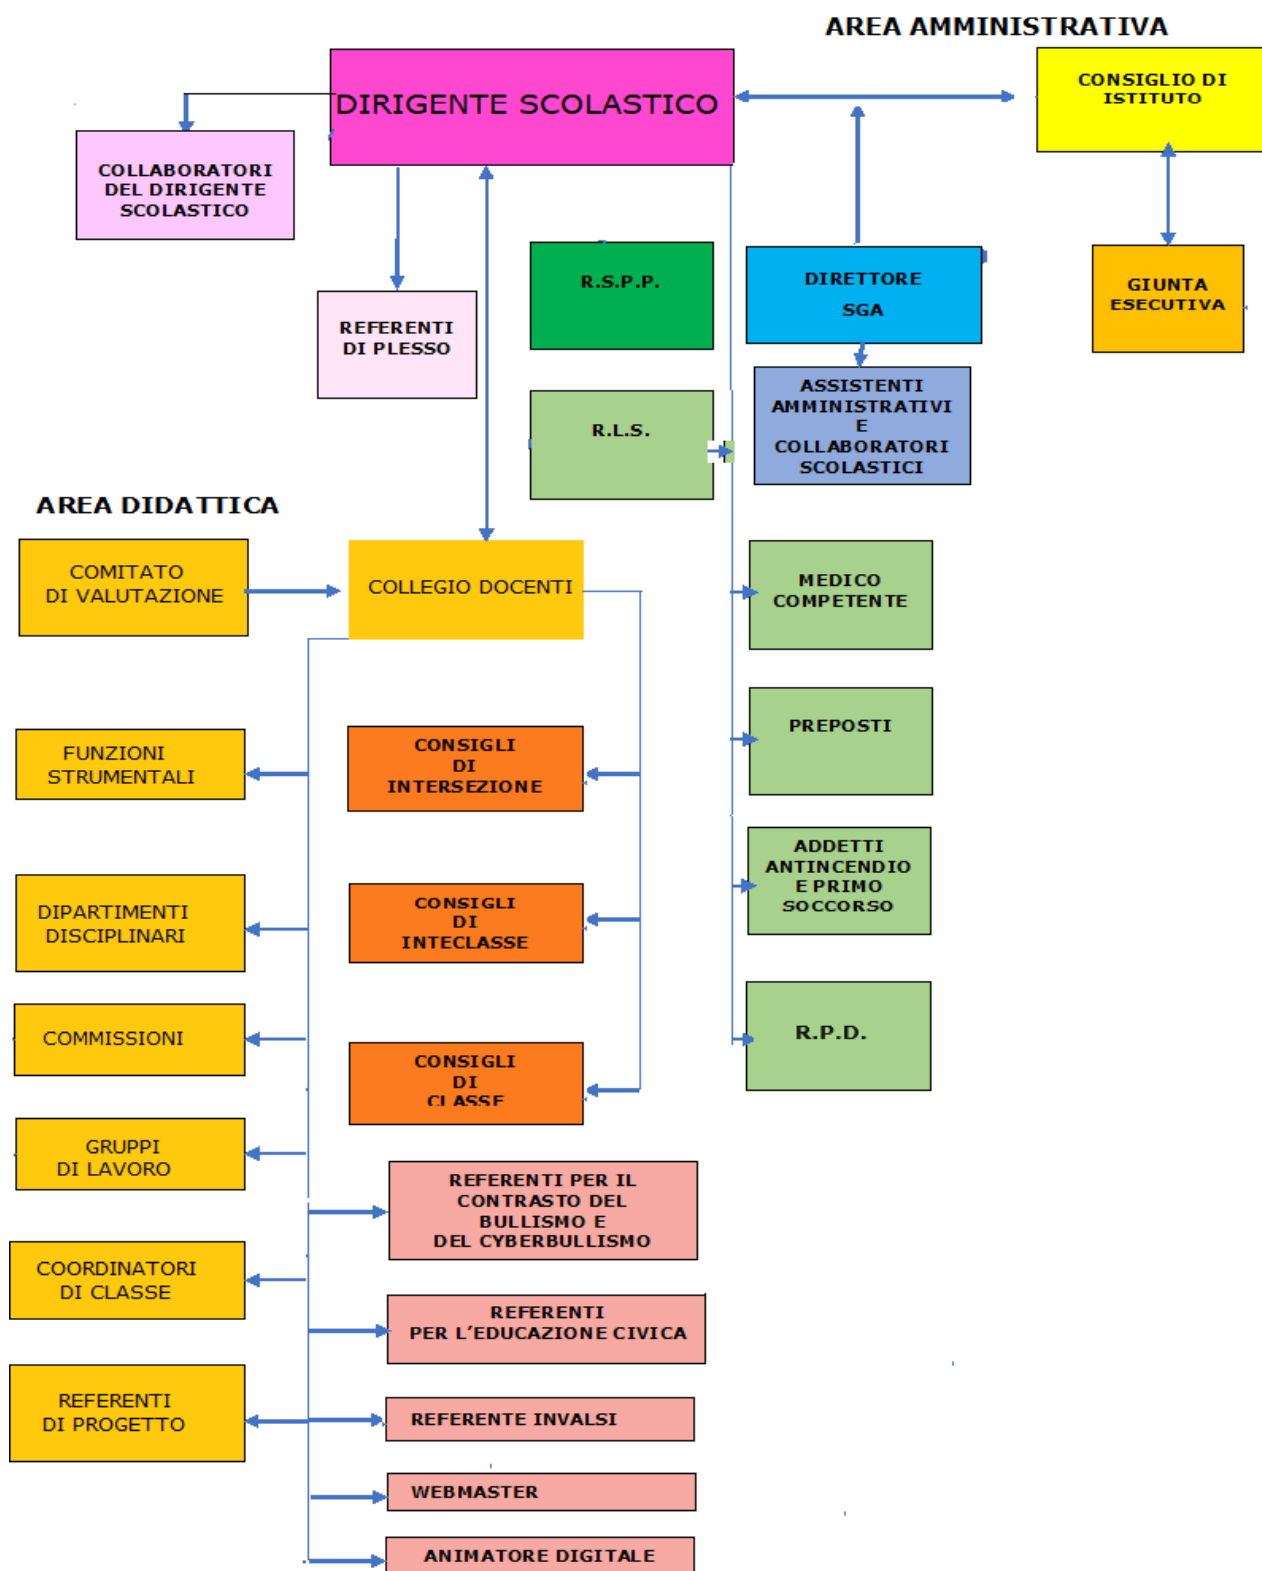 AREA AMMINISTRATIVA
DIRIGENTE SCOLASTICO
CONSIGLIO DI
ISTITUTO
COLLABORATORI
DEL DIRIGENTE
SCOLASTICO
REFERENTI
DI PLESSO
R.S.P.P.
DIRETTORE
SGA
GIUNTA
ESECUTIVA
R.L.S.
ASSISTENTI
AMMINISTRATIVI
E
COLLABORATORI
SCOLASTICI
AREA DIDATTICA
COMITATO
DI VALUTAZIONE
COLLEGIO DOCENTI
MEDICO
COMPETENTE
FUNZIONI
STRUMENTALI
CONSIGLI
DI
INTERSEZIONE
PREPOSTI
DIPARTIMENTI
DISCIPLINARI
CONSIGLI
DI
INTECLASSE
ADDETTI
ANTINCENDIO
E PRIMO
SOCCORSO
COMMISSIONI
CONSIGLI
DI
CLASSE
R.P.D.
GRUPPI
DI LAVORO
REFERENTI PER IL
CONTRASTO DEL
BULLISMO E
DEL CYBERBULLISMO
COORDINATORI
DI CLASSE
REFERENTI
PER L'EDUCAZIONE CIVICA
REFERENTI
DI PROGETTO
REFERENTE INVALSI
WEBMASTER
ANIMATORE DIGITALE